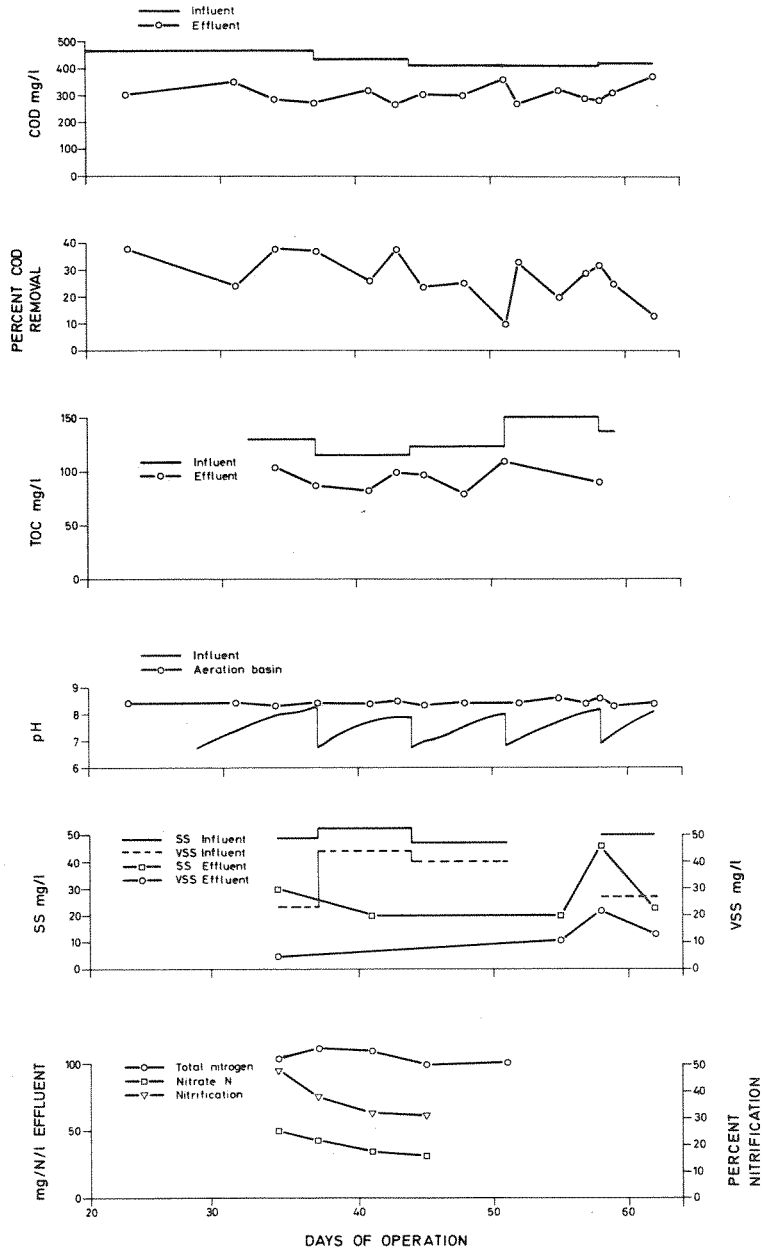 Influent
Effluent
500
400
300
200
100
0
COD mg/l
40
30
20
10
0
PERCENT COD
REMOVAL
150
100
50
0
TOC mg/l
Influent
Effluent
Influent
Aeration basin
9
8
7
6
pH
SS Influent
VSS Influent
SS Effluent
VSS Effluent
50
40
30
20
10
0
SS mg/l
50
40
30
20
10
0
VSS mg/l
Total nitrogen
Nitrate N
Nitrification
100
50
0
mg/N/l EFFLUENT
50
40
30
20
10
0
PERCENT
NITRIFICATION
20 30 40 50 60
DAYS OF OPERATION